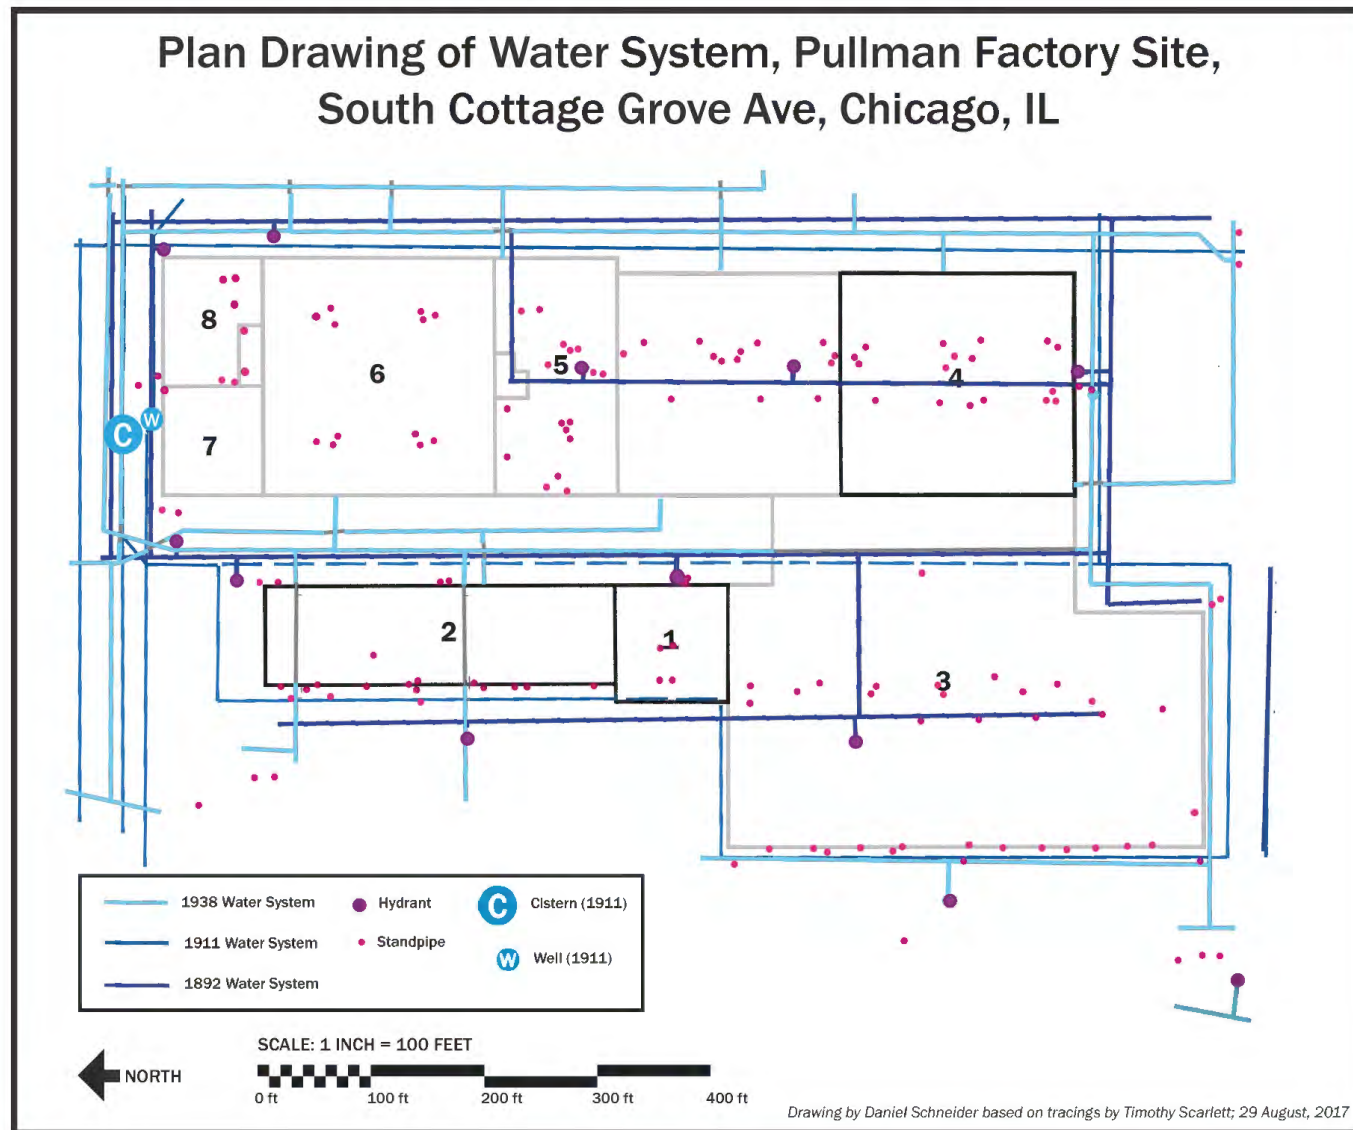 Plan Drawing of Water System, Pullman Factory Site,
South Cottage Grove Ave, Chicago, IL
8
6
5
4
7
C
W
2
1
3
1938 Water System
Hydrant
C
Cistern (1911)
1911 Water System
Standpipe
W
Well (1911)
1892 Water System
NORTH
SCALE: 1 INCH = 100 FEET
0 ft
100 ft
200 ft
300 ft
400 ft
Drawing by Daniel Schneider based on tracings by Timothy Scarlett; 29 August, 2017